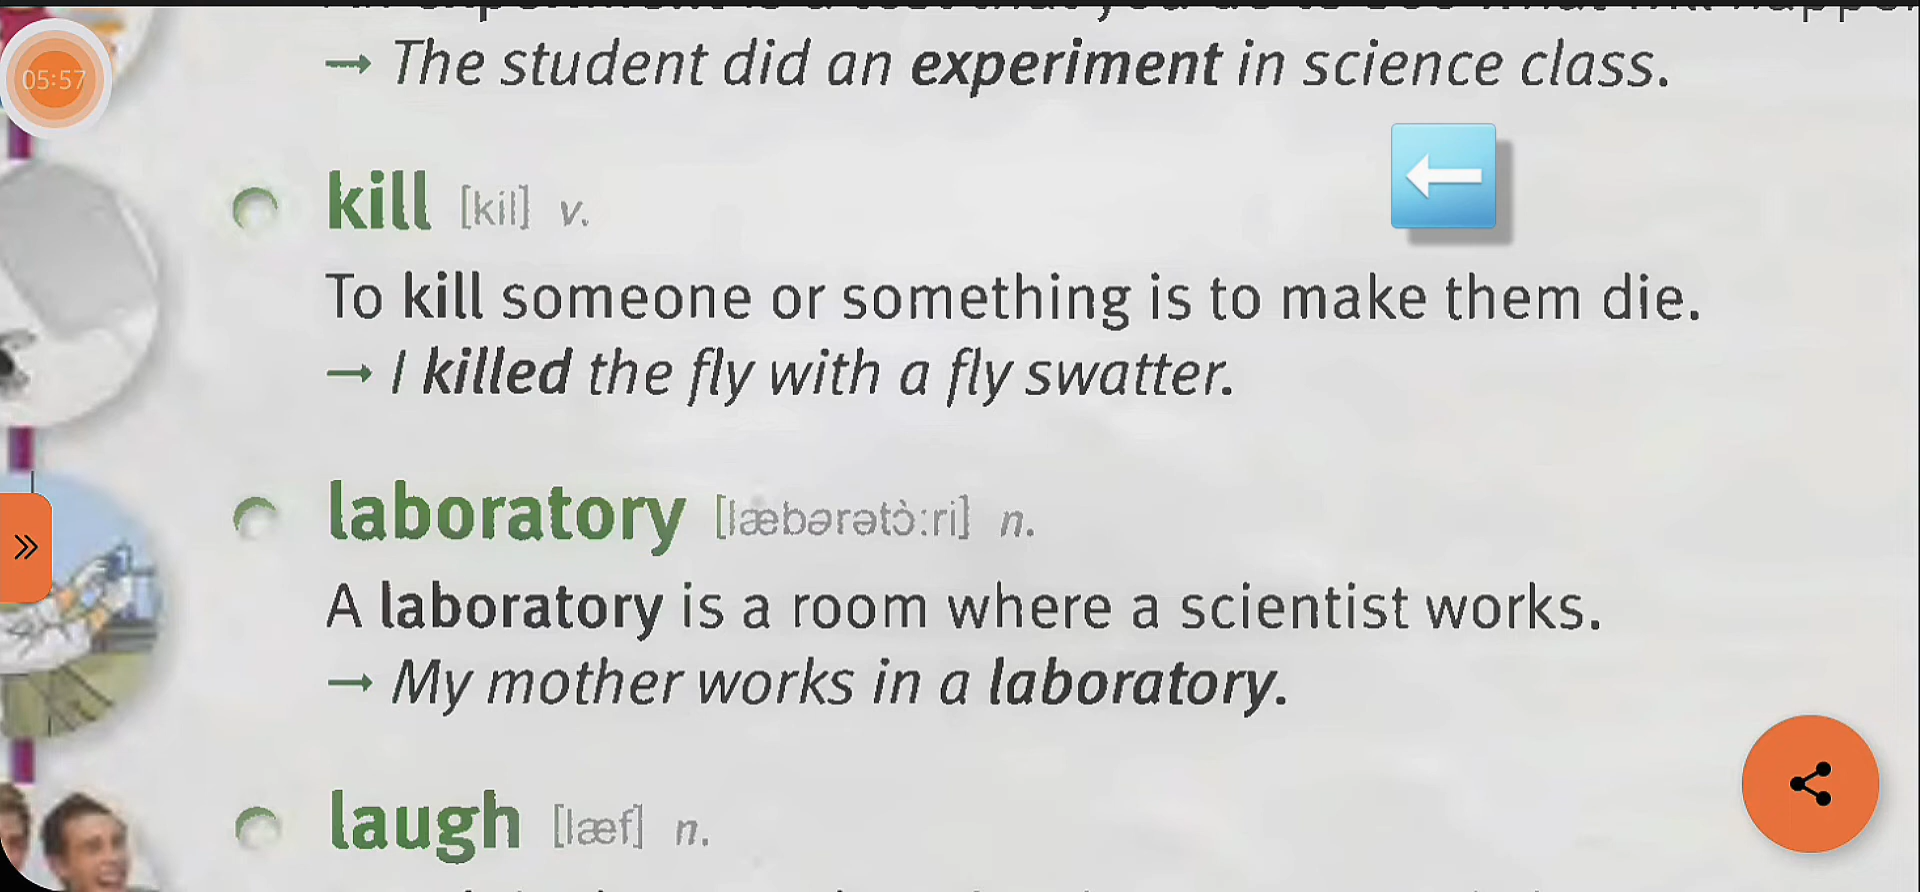 The student did an experiment in science class.
05:57
kill [kil] v.
To kill someone or something is to make them die.
→ I killed the fly with a fly swatter.
laboratory [lǽbərətɔ̀:ri] n.
A laboratory is a room where a scientist works.
→ My mother works in a laboratory.
laugh [læf] n.